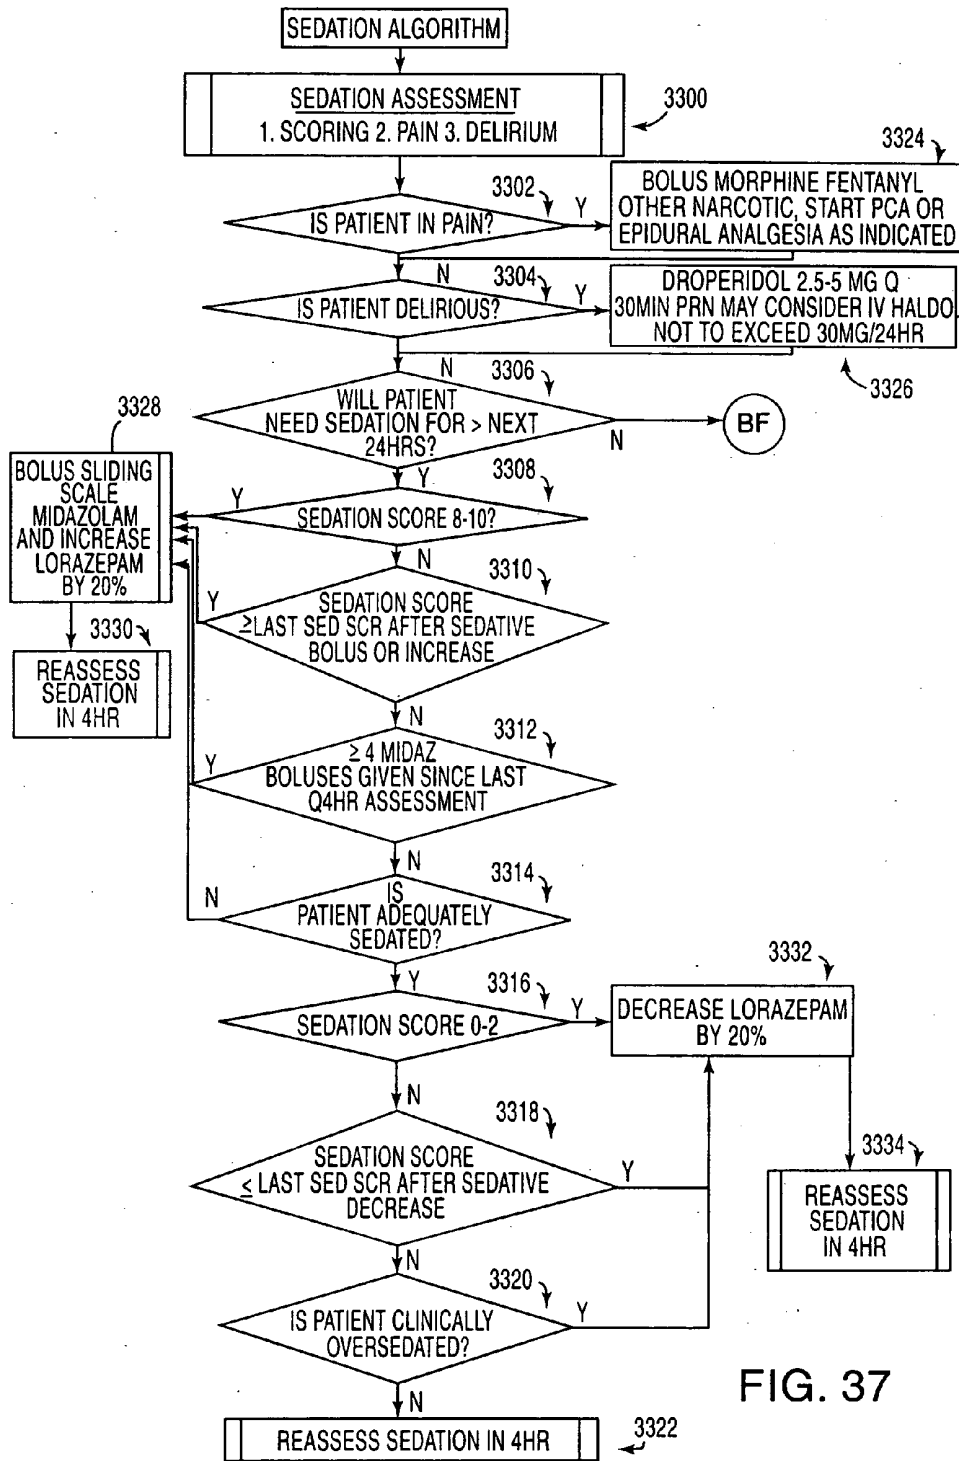 SEDATION ALGORITHM
SEDATION ASSESSMENT
1. SCORING 2. PAIN 3. DELIRIUM
3300
3302
IS PATIENT IN PAIN?
Y
N
3324
BOLUS MORPHINE FENTANYL
OTHER NARCOTIC, START PCA OR
EPIDURAL ANALGESIA AS INDICATED
3304
IS PATIENT DELIRIOUS?
Y
N
DROPERIDOL 2.5-5 MG Q
30MIN PRN MAY CONSIDER IV HALDO
NOT TO EXCEED 30MG/24HR
3326
3306
WILL PATIENT
NEED SEDATION FOR > NEXT
24HRS?
N
BF
Y
3308
SEDATION SCORE 8-10?
Y
N
3328
BOLUS SLIDING
SCALE
MIDAZOLAM
AND INCREASE
LORAZEPAM
BY 20%
3330
REASSESS
SEDATION
IN 4HR
3310
SEDATION SCORE
≥LAST SED SCR AFTER SEDATIVE
BOLUS OR INCREASE
Y
N
3312
≥ 4 MIDAZ
BOLUSES GIVEN SINCE LAST
Q4HR ASSESSMENT
Y
N
3314
IS
PATIENT ADEQUATELY
SEDATED?
N
Y
3316
SEDATION SCORE 0-2
Y
N
3332
DECREASE LORAZEPAM
BY 20%
3334
REASSESS
SEDATION
IN 4HR
3318
SEDATION SCORE
≤ LAST SED SCR AFTER SEDATIVE
DECREASE
Y
N
3320
IS PATIENT CLINICALLY
OVERSEDATED?
Y
N
REASSESS SEDATION IN 4HR
3322
FIG. 37